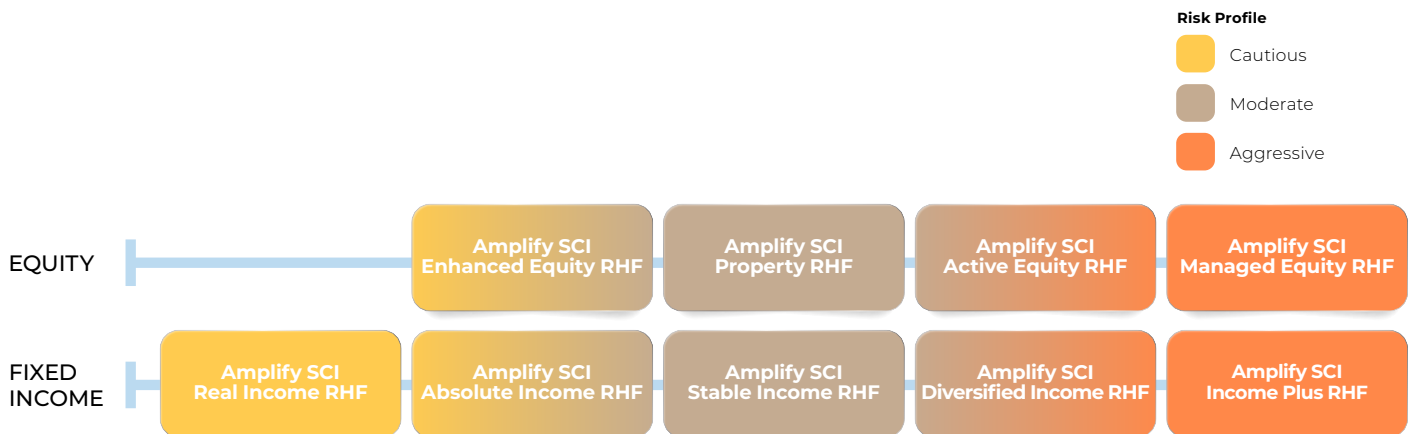 Risk Profile
Cautious
Moderate
Aggressive
EQUITY
Amplify SCI
Enhanced Equity RHF
Amplify SCI
Property RHF
Amplify SCI
Active Equity RHF
Amplify SCI
Managed Equity RHF
FIXED
INCOME
Amplify SCI
Real Income RHF
Amplify SCI
Absolute Income RHF
Amplify SCI
Stable Income RHF
Amplify SCI
Diversified Income RHF
Amplify SCI
Income Plus RHF